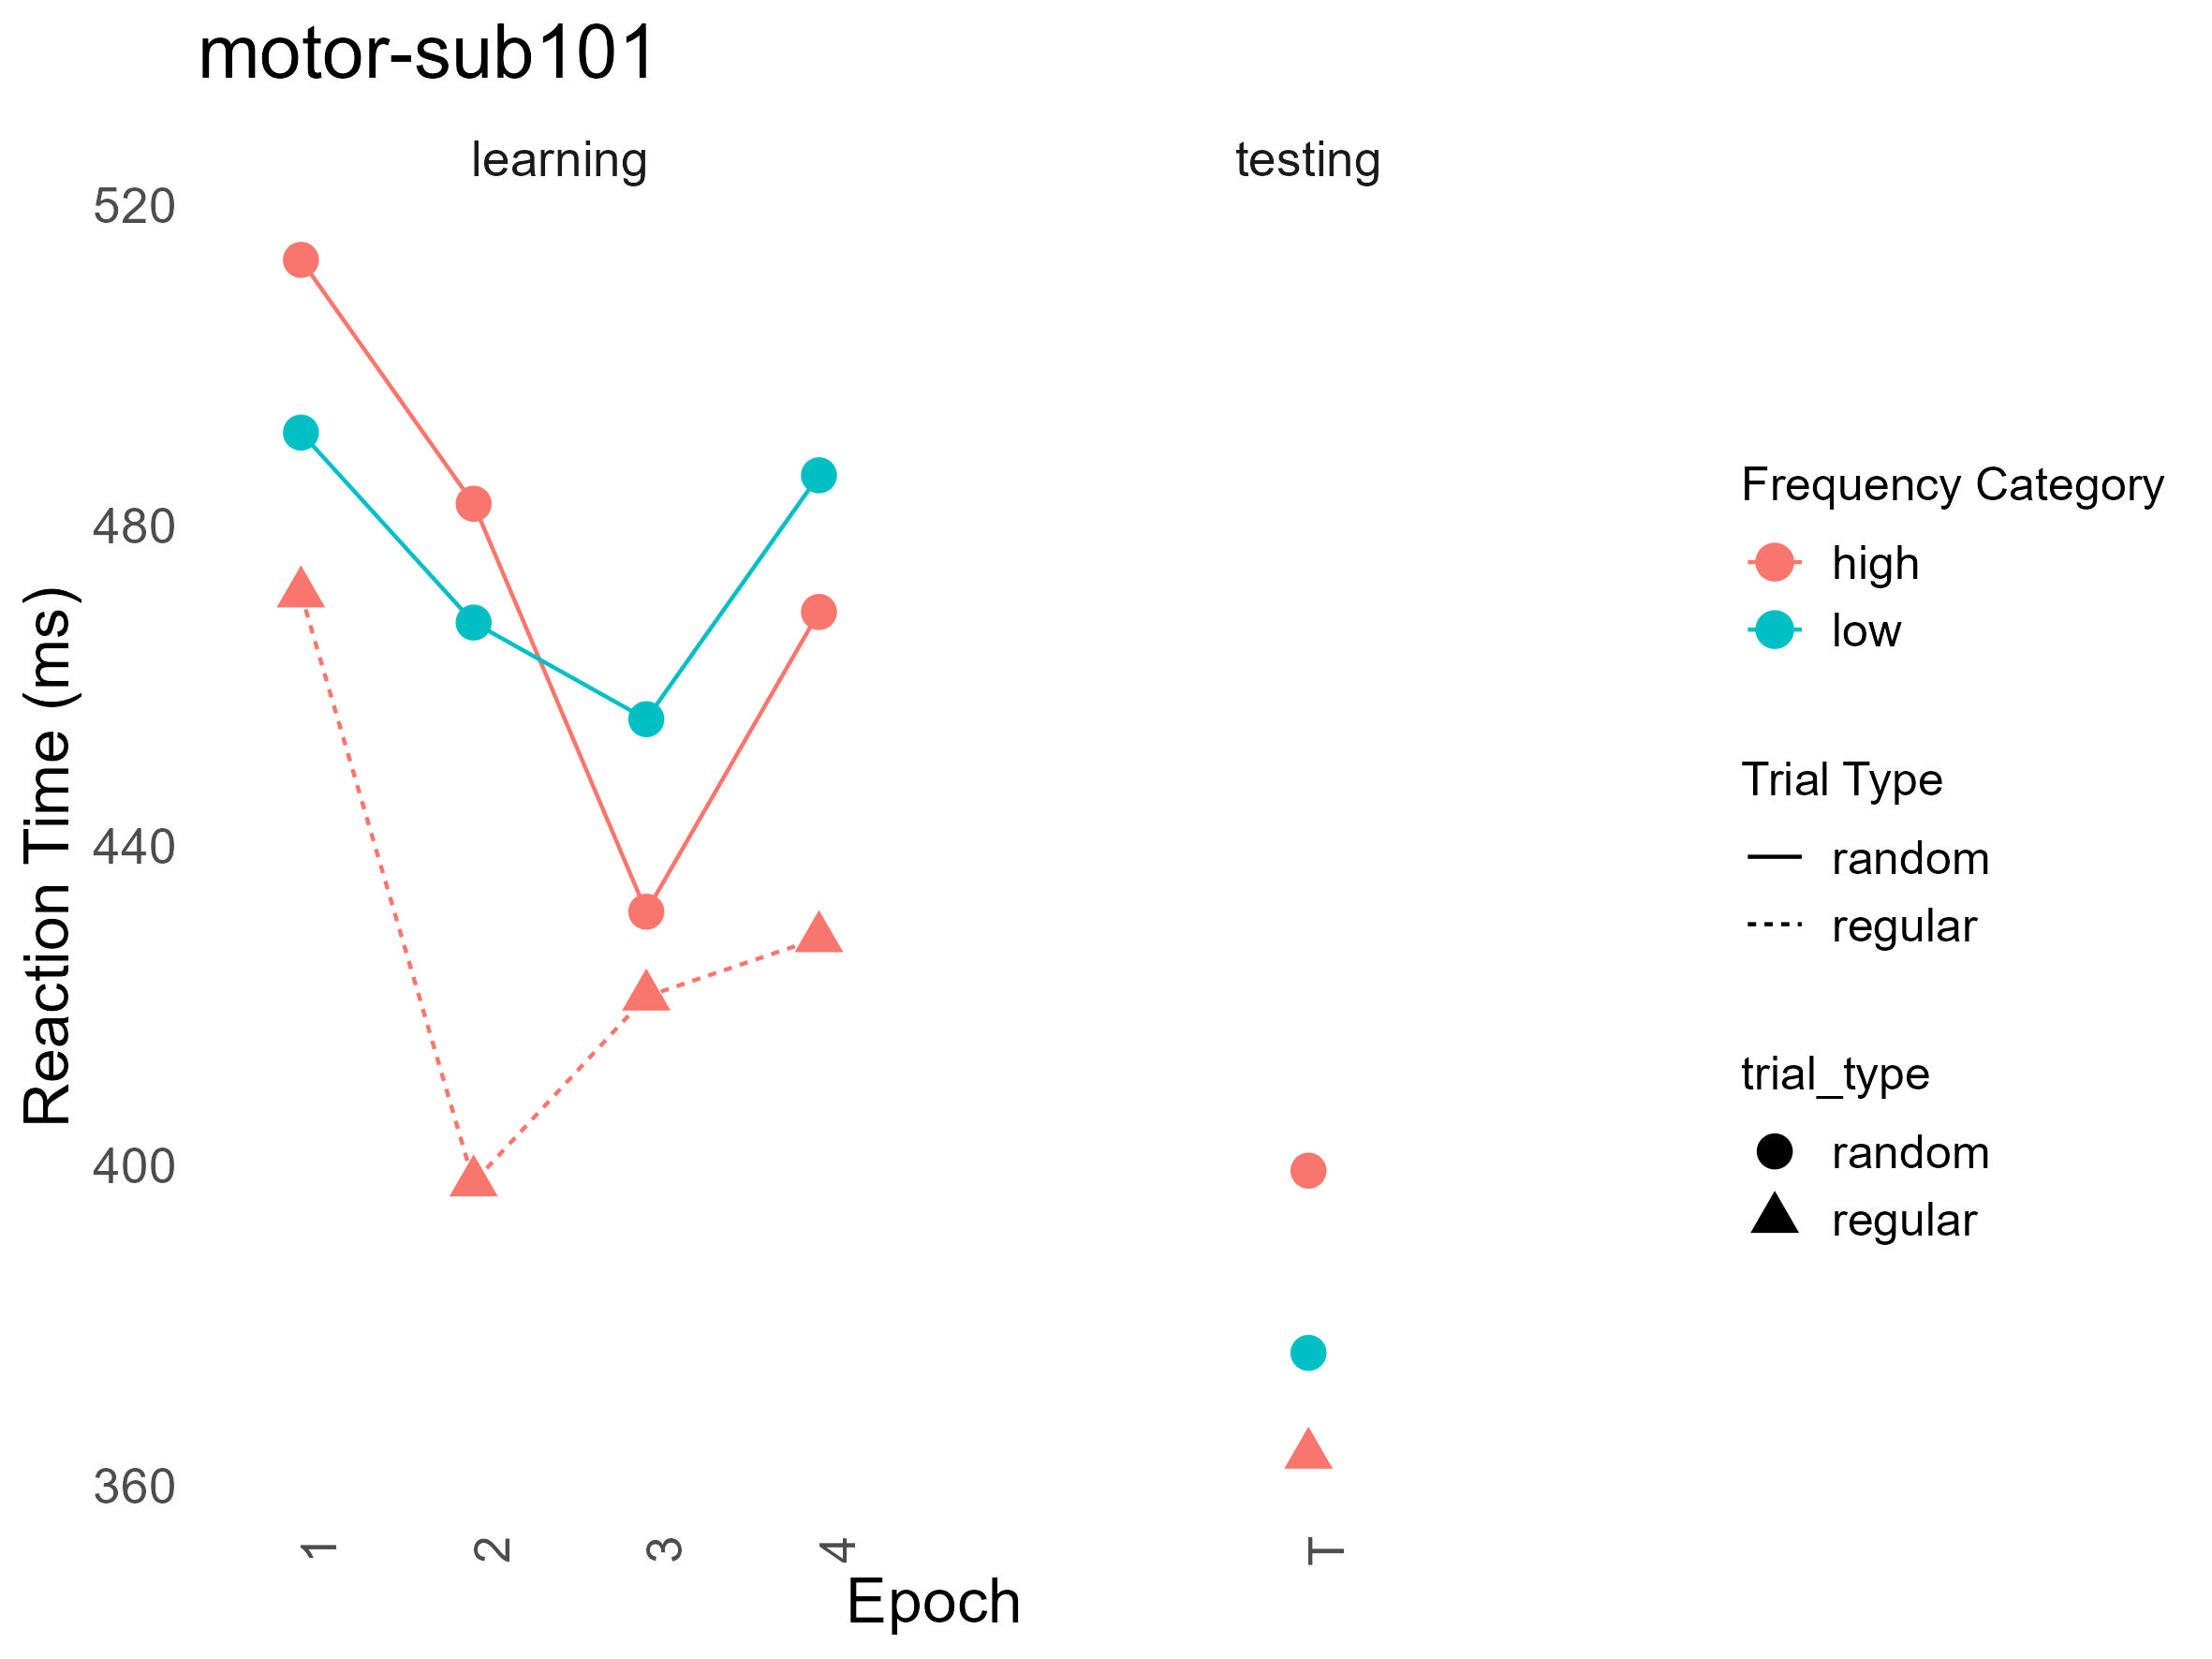 motor-sub101
learning
testing
520
480
440
400
360
Reaction Time (ms)
1
2
3
4
T
Epoch
Frequency Category
high
low
Trial Type
random
regular
trial_type
random
regular